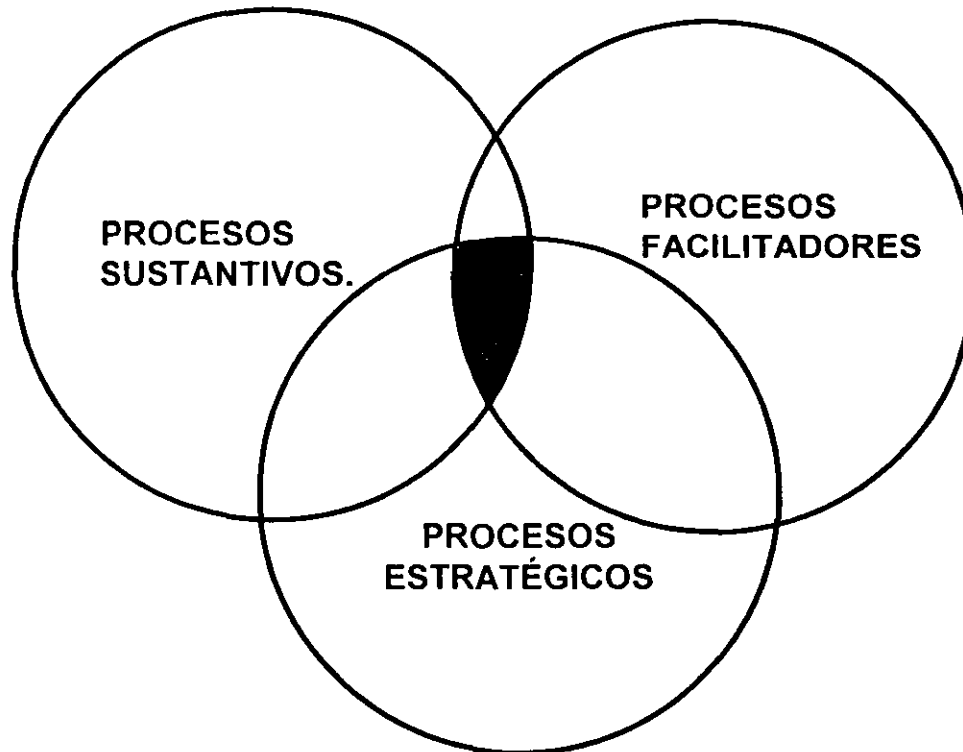 PROCESOS
SUSTANTIVOS.
PROCESOS
FACILITADORES
PROCESOS
ESTRATÉGICOS